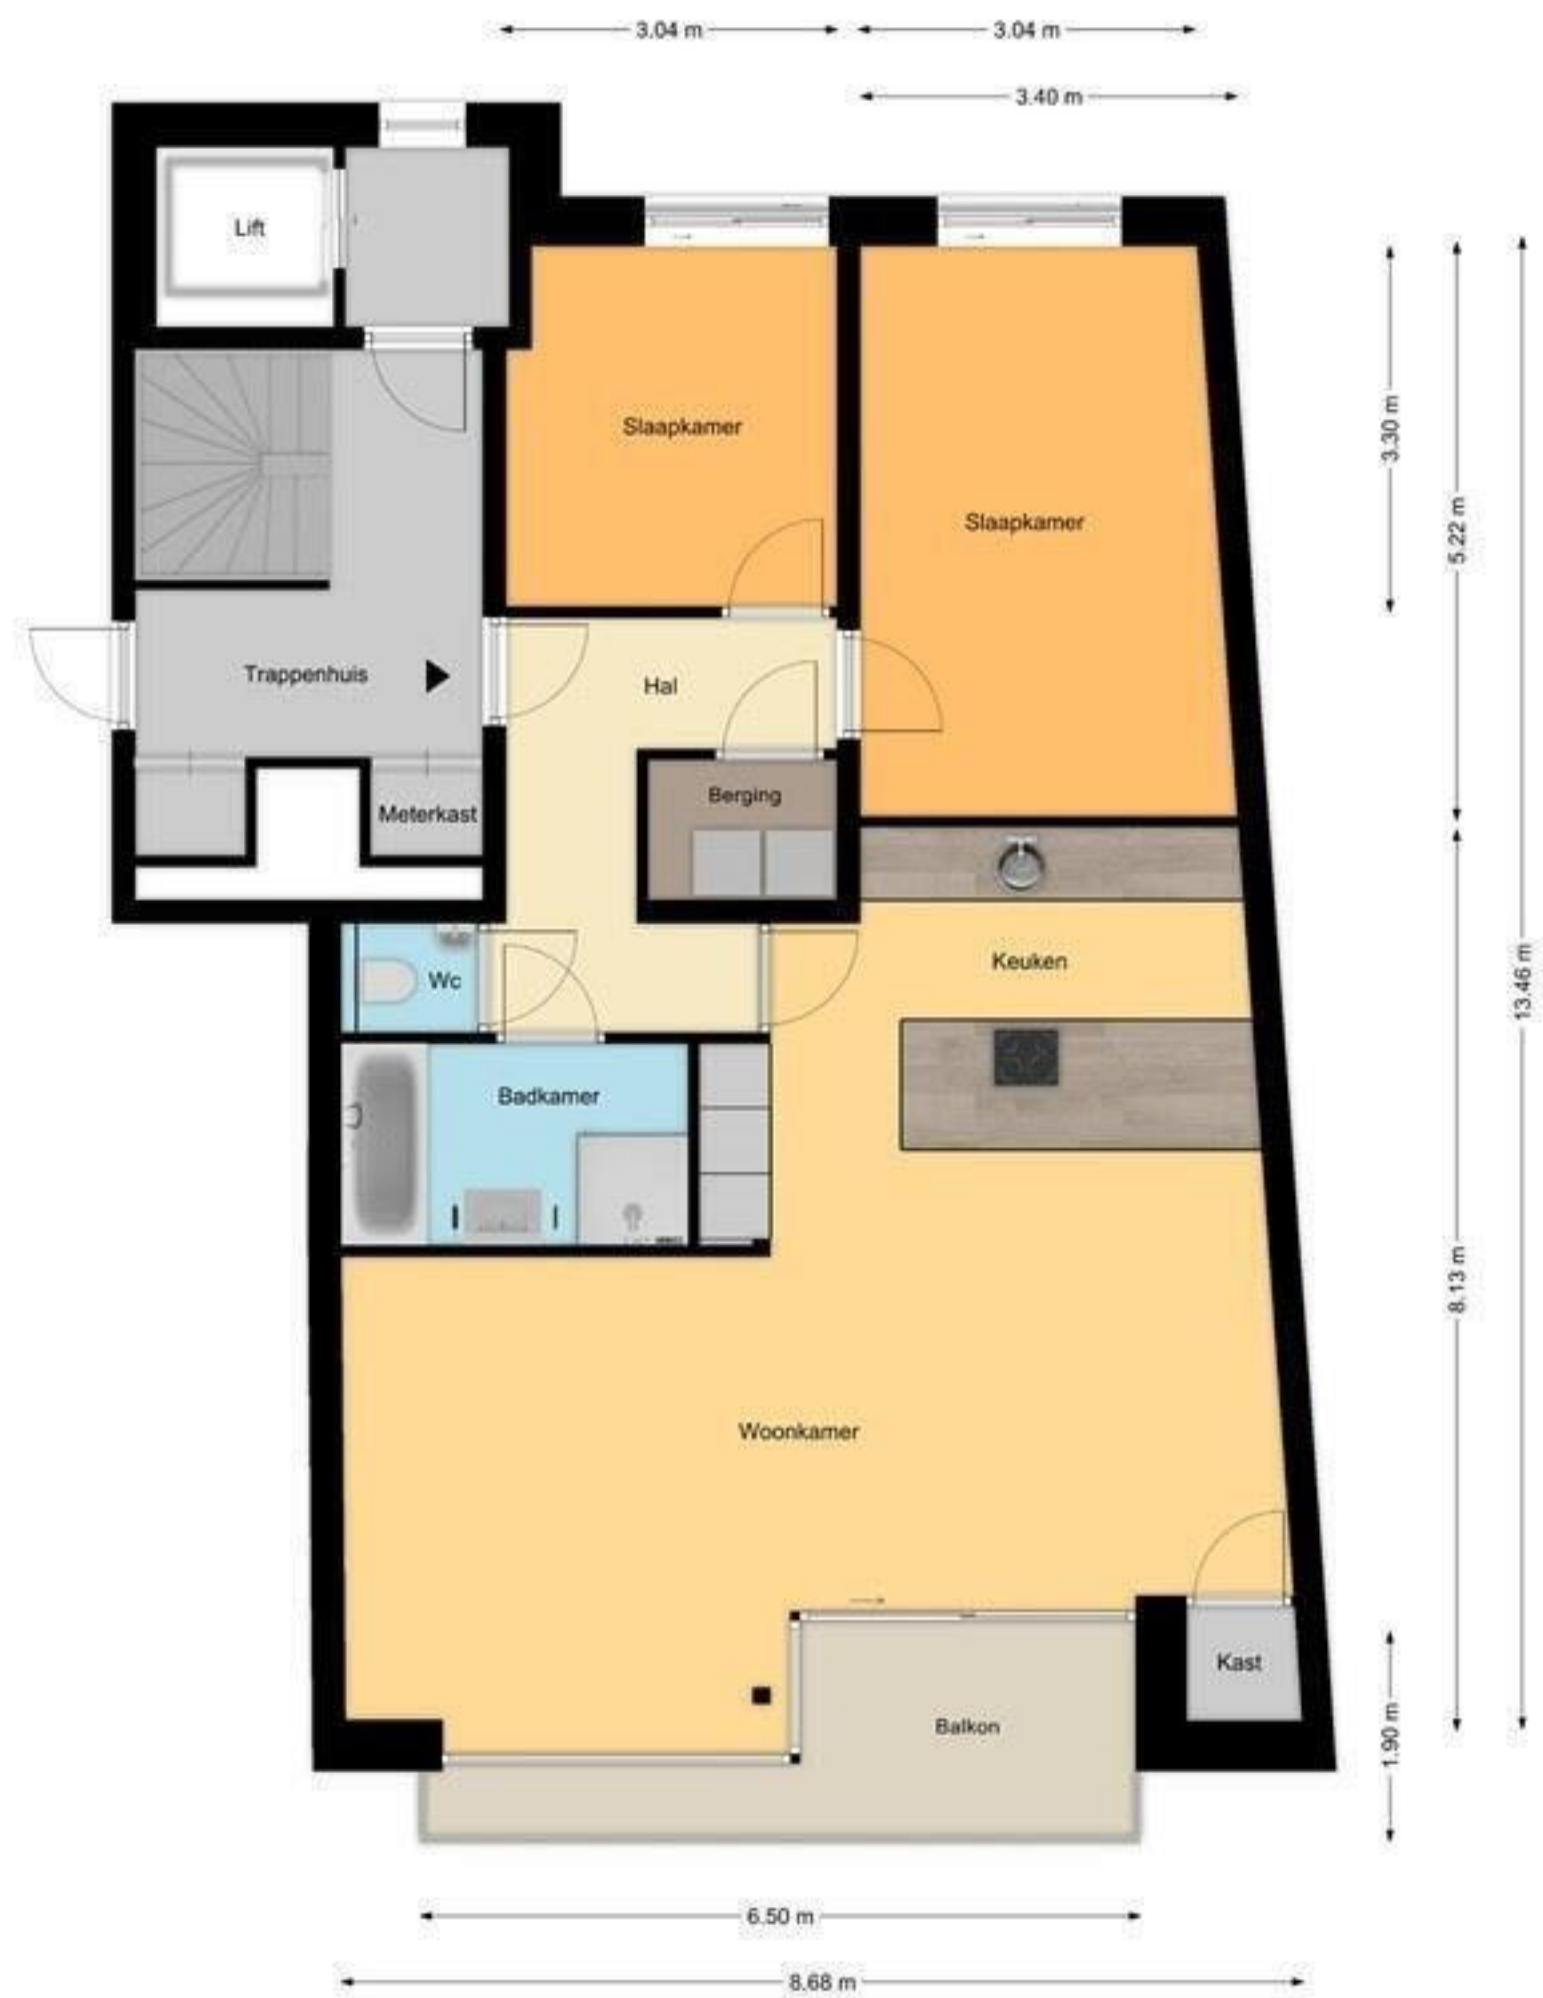 3.04 m
3.04 m
3.40 m
Lift
Slaapkamer
3.30 m
Slaapkamer
5.22 m
Trappenhuis
Hal
Berging
Meterkast
Keuken
Wc
13.46 m
Badkamer
8.13 m
Woonkamer
Kast
Balkon
1.90 m
6.50 m
8.68 m